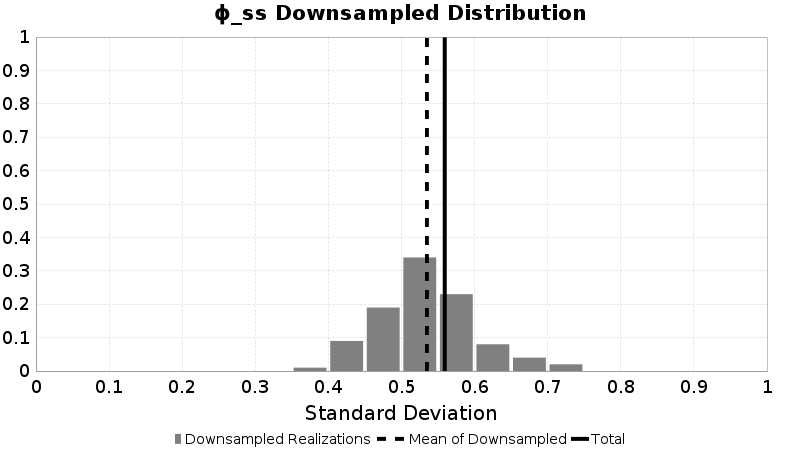 ϕ_ss Downsampled Distribution
1
0.9
0.8
0.7
0.6
0.5
0.4
0.3
0.2
0.1
0
0 0.1 0.2 0.3 0.4 0.5 0.6 0.7 0.8 0.9 1
Standard Deviation
Downsampled Realizations Mean of Downsampled Total